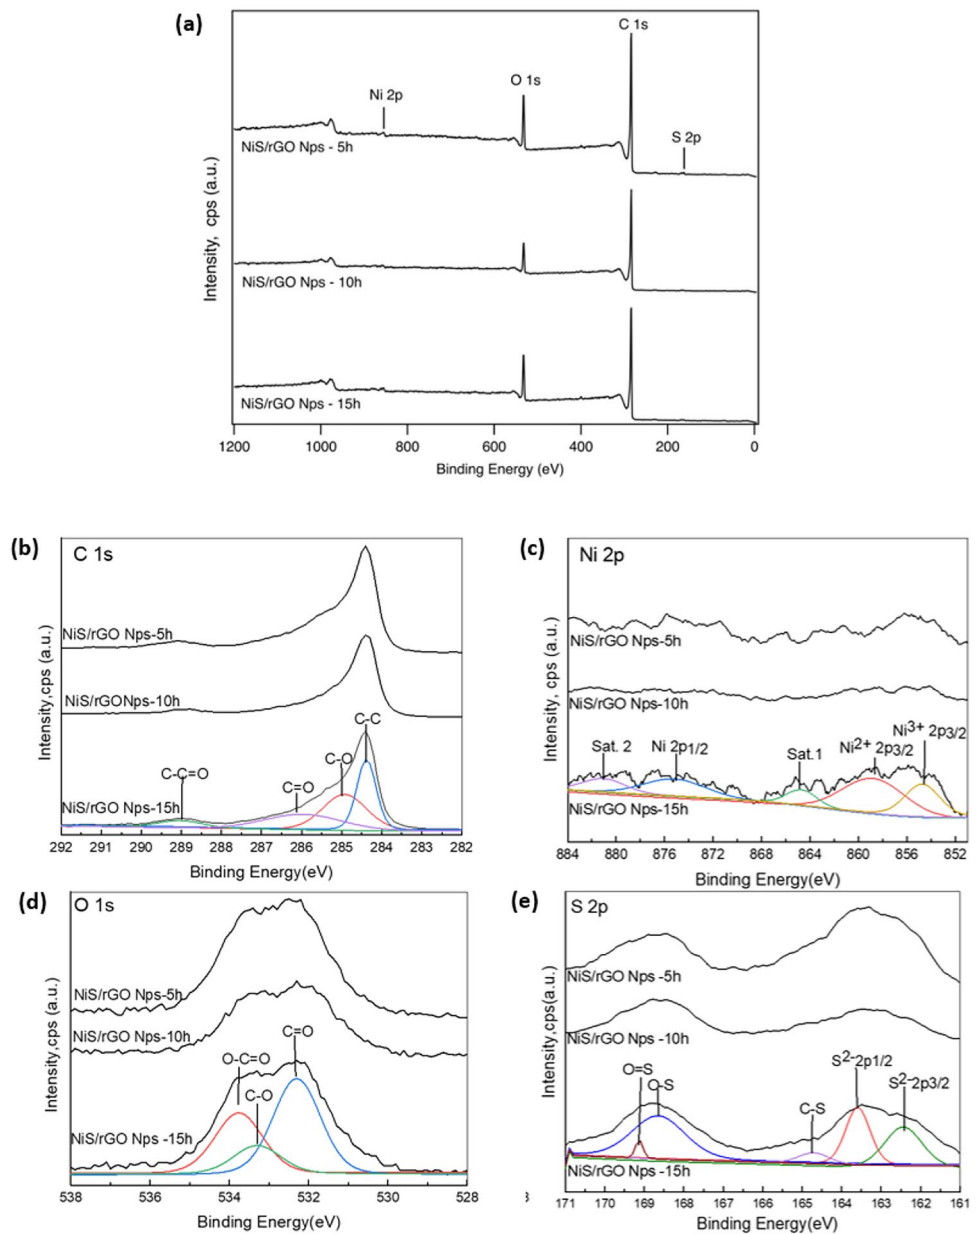 (a)
C 1s
O 1s
Ni 2p
S 2p
NiS/rGO Nps - 5h
NiS/rGO Nps - 10h
NiS/rGO Nps - 15h
Intensity, cps (a.u.)
1200 1000 800 600 400 200 0
Binding Energy (eV)
(b)
C 1s
NiS/rGO Nps-5h
NiS/rGONps-10h
C-C
C-O
C-C=O
C=O
NiS/rGO Nps-15h
Intensity,cps (a.u.)
292 291 290 289 288 287 286 285 284 283 282
Binding Energy(eV)
(c)
Ni 2p
NiS/rGO Nps-5h
NiS/rGO Nps-10h
Ni3+ 2p3/2
Sat. 2 Ni 2p1/2 Sat.1 Ni2+ 2p3/2
NiS/rGO Nps-15h
Intensity, cps (a.u.)
884 880 876 872 868 864 860 856 852
Binding Energy(eV)
(d)
O 1s
NiS/rGO Nps-5h
NiS/rGO Nps-10h
C=O
O-C=O
C-O
NiS/rGO Nps -15h
Intensity,cps (a.u.)
538 536 534 532 530 528
Binding Energy(eV)
(e)
S 2p
NiS/rGO Nps -5h
NiS/rGO Nps -10h
S2-2p1/2
O=S
O-S
S2-2p3/2
C-S
NiS/rGO Nps -15h
Intensity,cps(a.u.)
171 170 169 168 167 166 165 164 163 162 161
Binding Energy(eV)